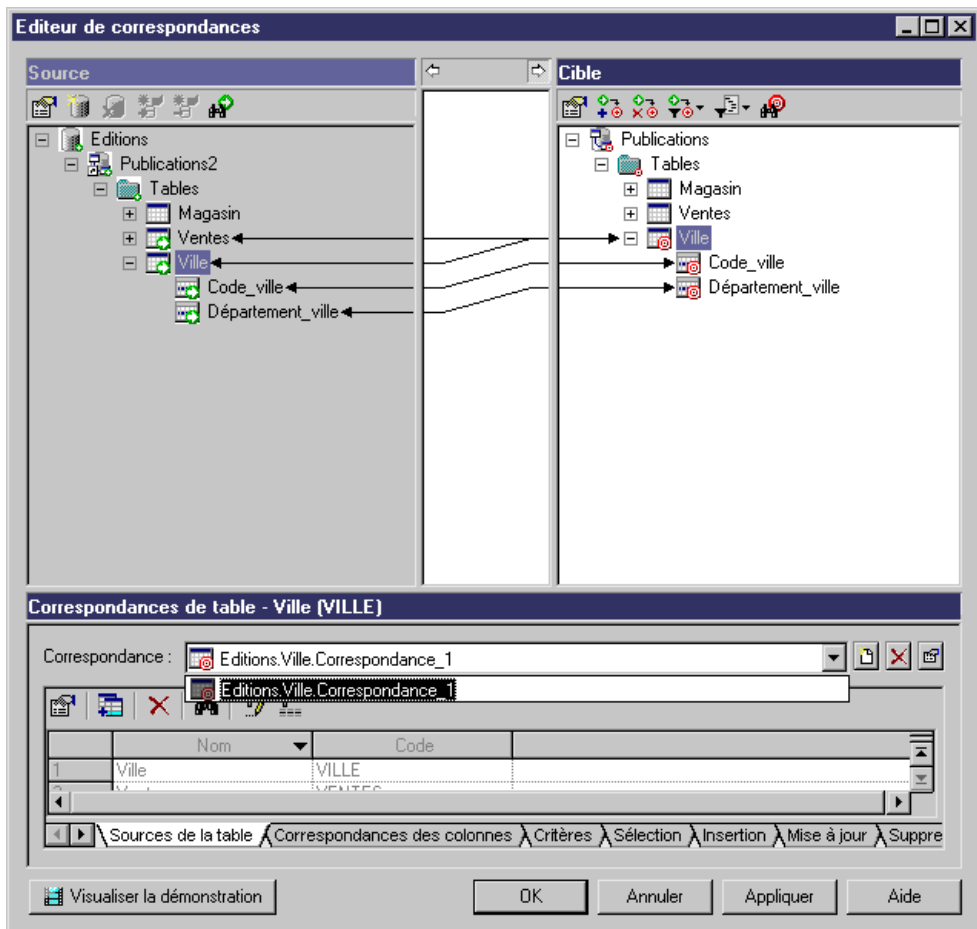 Editeur de correspondances
Source
Cible
Editions
Publications2
Tables
Magasin
Ventes
Ville
Code_ville
Département_ville
Publications
Tables
Magasin
Ventes
Ville
Code_ville
Département_ville
Correspondances de table - Ville (VILLE)
Correspondance : Editions.Ville.Correspondance_1
Editions.Ville.Correspondance_1
Nom Code
1 Ville VILLE
Sources de la table Correspondances des colonnes Critères Sélection Insertion Mise à jour Suppre
Visualiser la démonstration OK Annuler Appliquer Aide